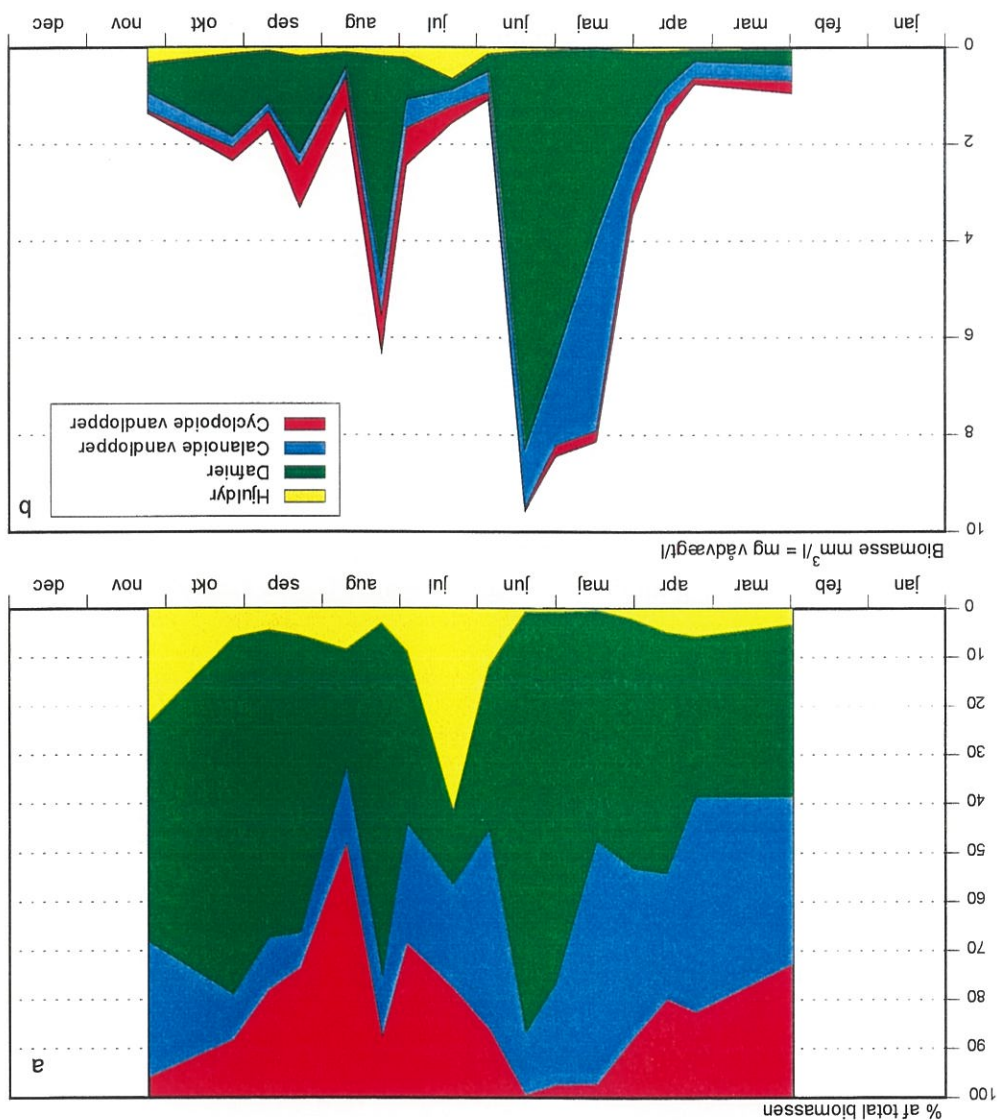 % af total biomassen
100
90
80
70
60
50
40
30
20
10
0
a
jan feb mar apr maj jun jul aug sep okt nov dec
Biomasse mm³/l = mg vådvægt/l
10
8
6
4
2
0
b
Hjuldyr
Dafnier
Calanoide vandlopper
Cyclopoide vandlopper
jan feb mar apr maj jun jul aug sep okt nov dec